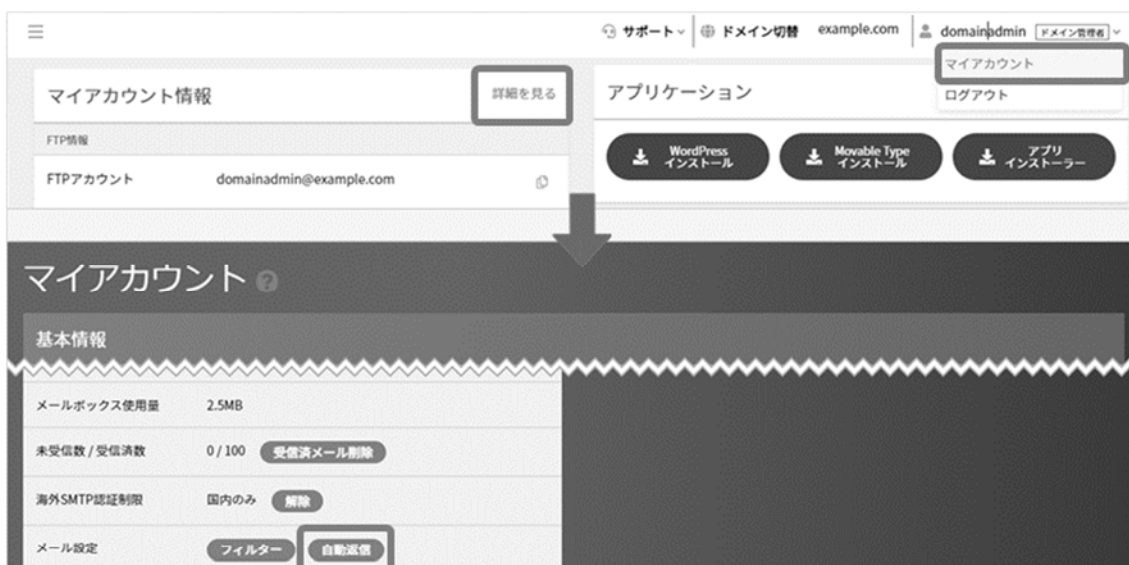 サポート ドメイン切替 example.com domainadmin ドメイン管理者
マイアカウント
ログアウト
マイアカウント情報 詳細を見る
FTP情報
FTPアカウント domainadmin@example.com
アプリケーション
WordPress
インストール
Movable Type
インストール
アプリ
インストーラー
マイアカウント
基本情報
メールボックス使用量 2.5MB
未受信数 / 受信済数 0 / 100 受信済メール削除
海外SMTP認証制限 国内のみ 解除
メール設定 フィルター 自動返信